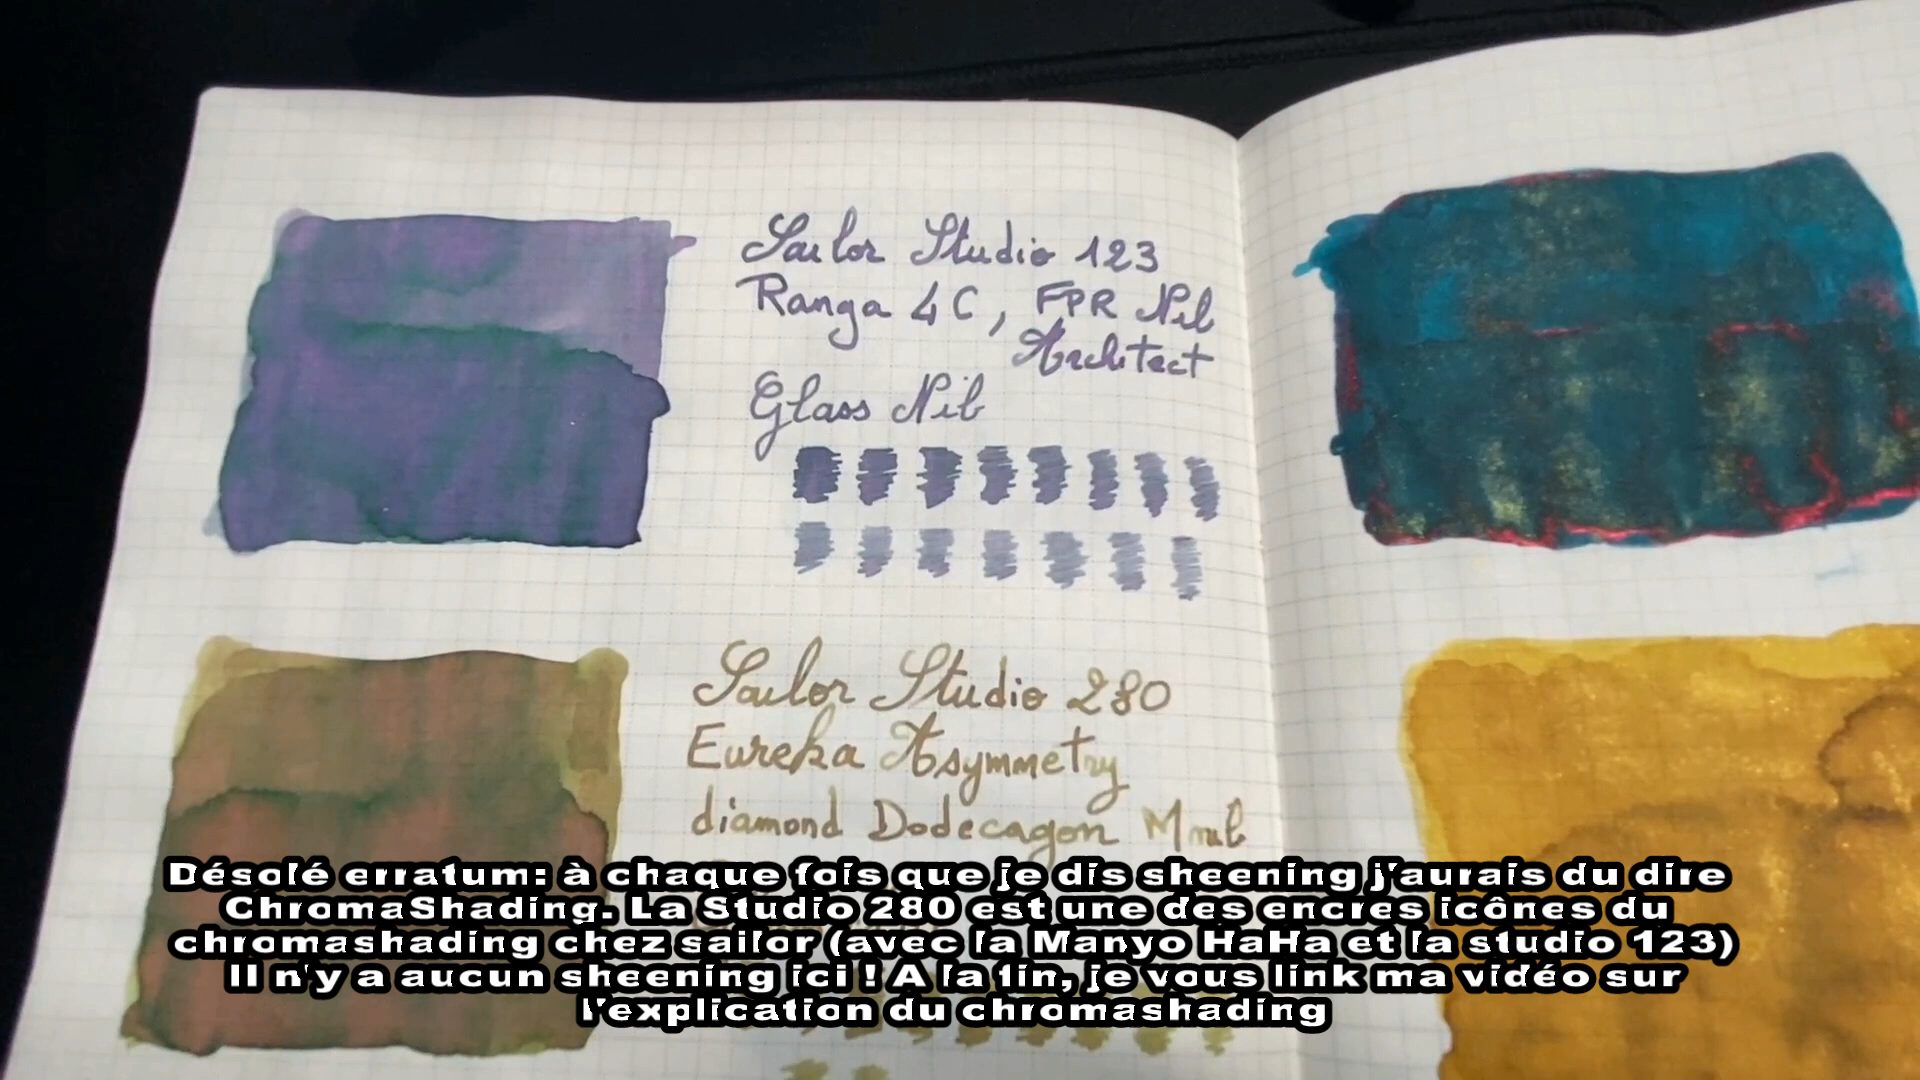 Sailor Studio 123
Ranga 4C, FPR Nib
Architect
Glass Nib
Sailor Studio 280
Eureka Asymmetry
diamond Dodecagon M nib
Désolé erratum: à chaque fois que je dis sheening j'aurais du dire
ChromaShading. La Studio 280 est une des encres icônes du
chromashading chez sailor (avec la Manyo HaHa et la studio 123)
Il n'y a aucun sheening ici ! A la fin, je vous link ma vidéo sur
l'explication du chromashading